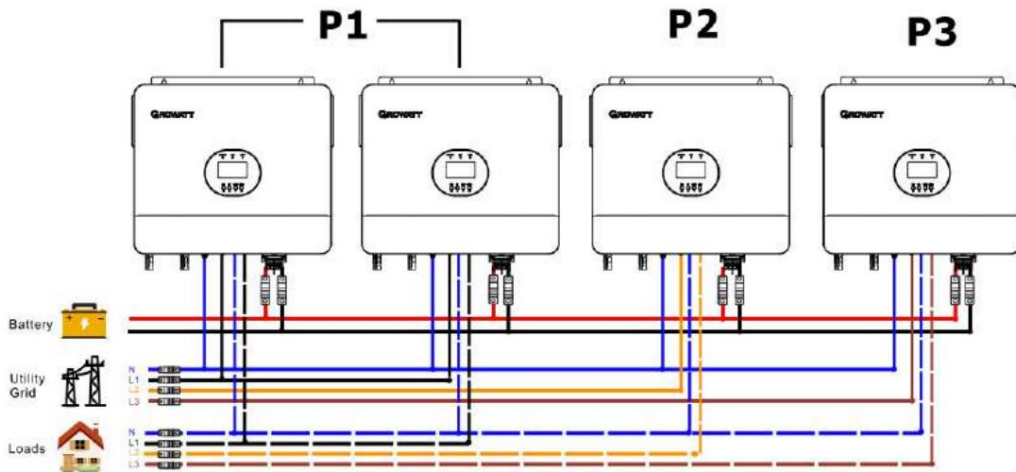 P1
P2
P3
GROWATT
GROWATT
GROWATT
GROWATT
Battery
Utility
Grid
N
L1
L2
L3
Loads
N
L1
L2
L3